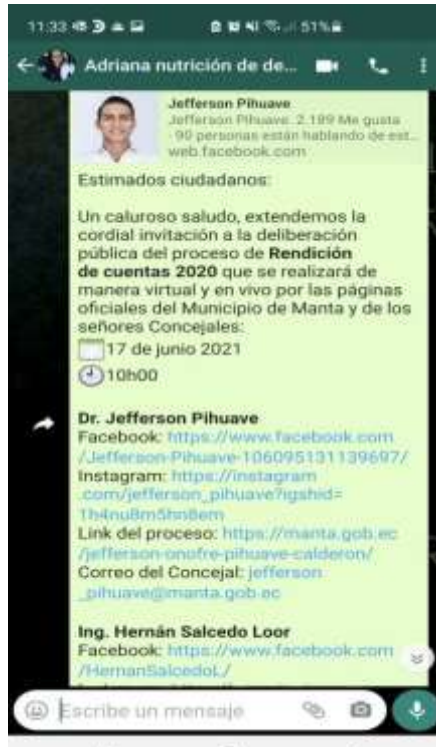 11:33 51%
Adriana nutrición de de...
Jefferson Pihuave
Jefferson Pihuave. 2.189 Me gusta
· 90 personas están hablando de est...
web.facebook.com
Estimados ciudadanos:
Un caluroso saludo, extendemos la
cordial invitación a la deliberación
pública del proceso de Rendición
de cuentas 2020 que se realizará de
manera virtual y en vivo por las páginas
oficiales del Municipio de Manta y de los
señores Concejales:
17 de junio 2021
10h00
Dr. Jefferson Pihuave
Facebook: https://www.facebook.com
/Jefferson-Pihuave-106095131139697/
Instagram: https://instagram
.com/jefferson_pihuave?igshid=
1h4nu8m5hn8em
Link del proceso: https://manta.gob.ec
/jefferson-onofre-pihuave-calderon/
Correo del Concejal: jefferson
_pihuave@manta.gob.ec
Ing. Hernán Salcedo Loor
Facebook: https://www.facebook.com
/HernanSalcedoL/
Escribe un mensaje